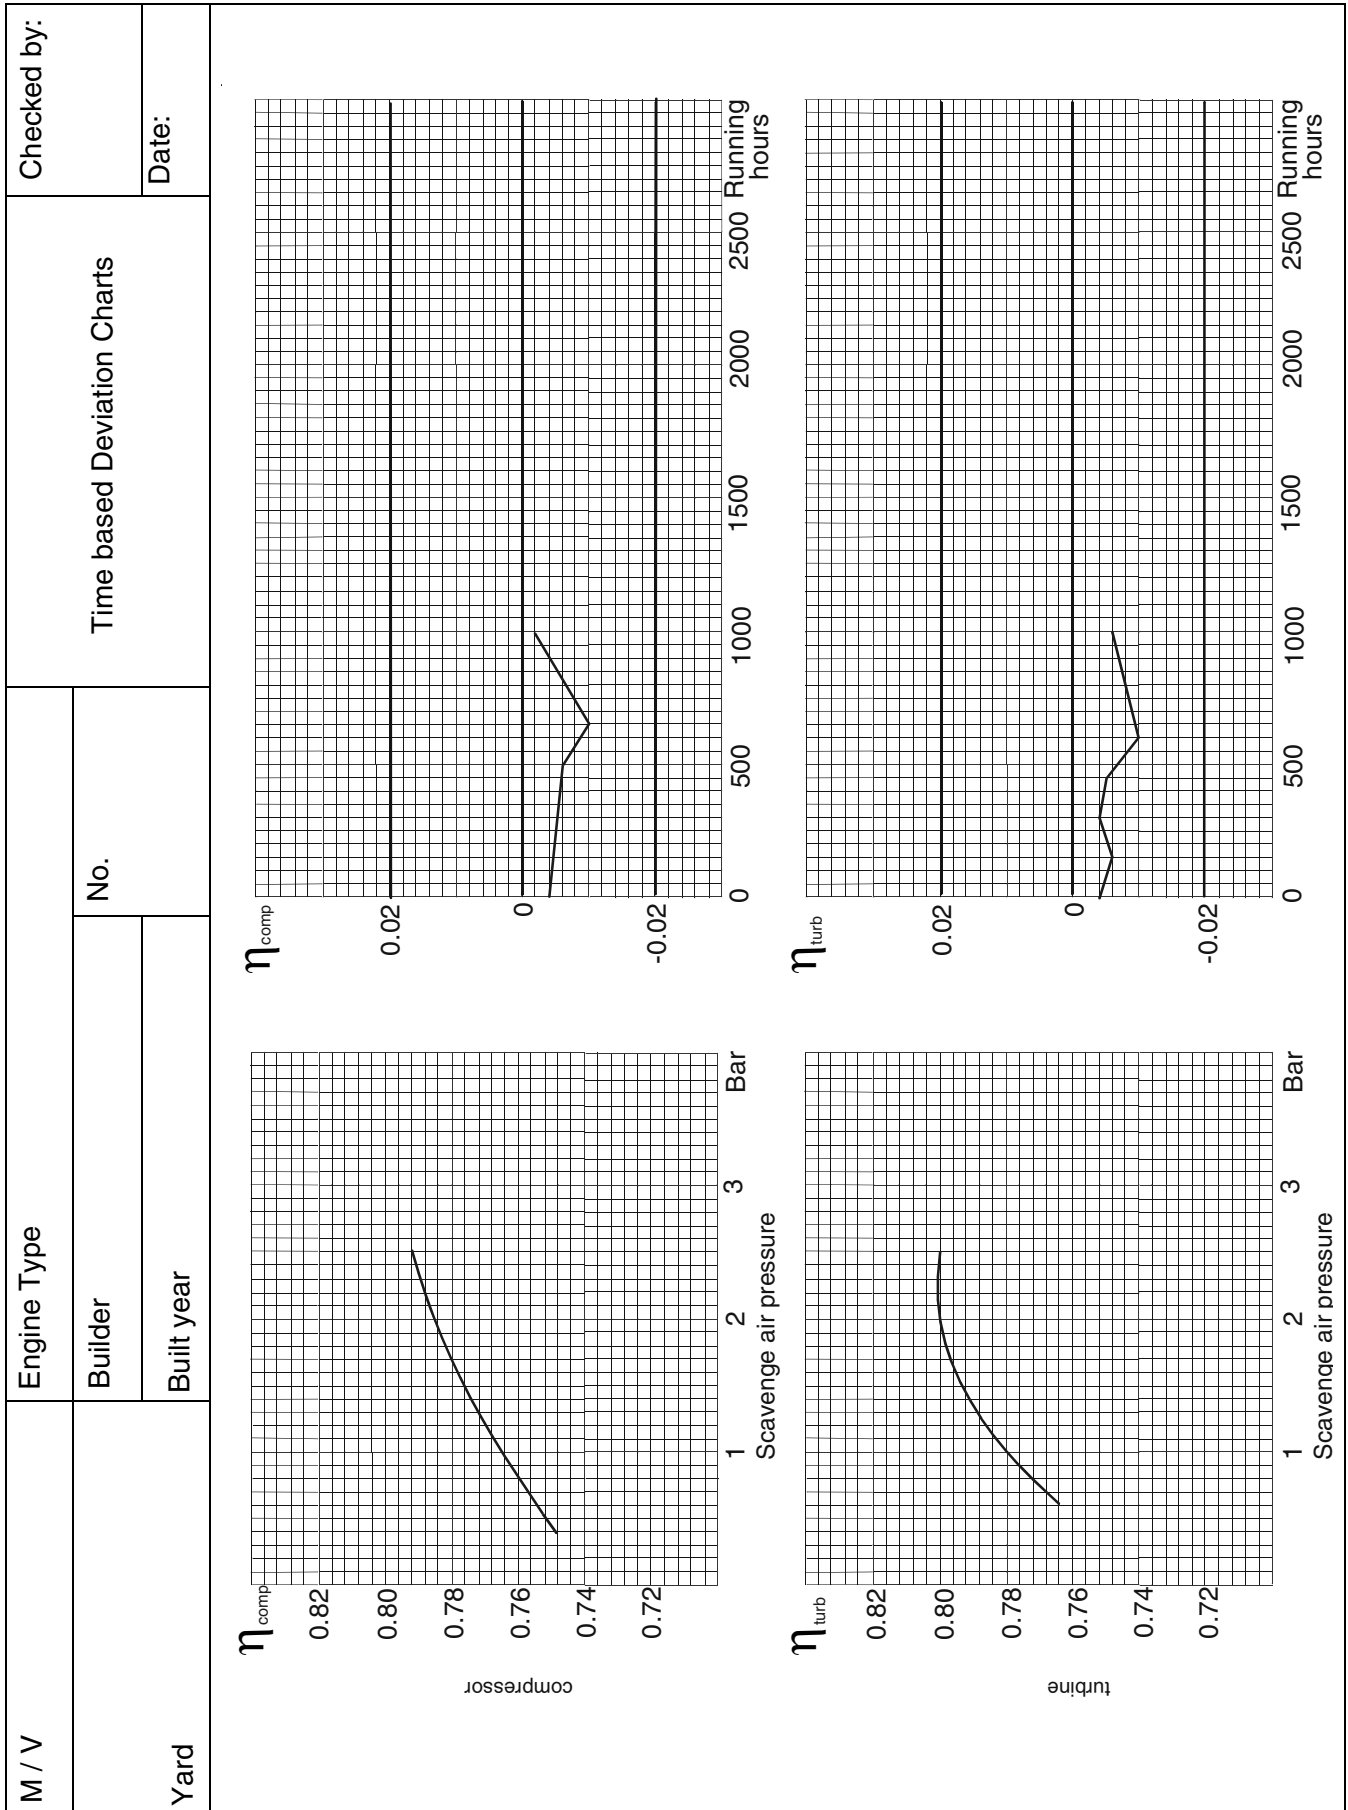 M / V
Engine Type
Time based Deviation Charts
Checked by:
Yard
Builder
No.
Built year
Date:
compressor
ηcomp
0.82
0.80
0.78
0.76
0.74
0.72
1
2
3
Bar
Scavenge air pressure
ηcomp
0.02
0
-0.02
0
500
1000
1500
2000
2500
Running
hours
turbine
ηturb
0.82
0.80
0.78
0.76
0.74
0.72
1
2
3
Bar
Scavenge air pressure
ηturb
0.02
0
-0.02
0
500
1000
1500
2000
2500
Running
hours